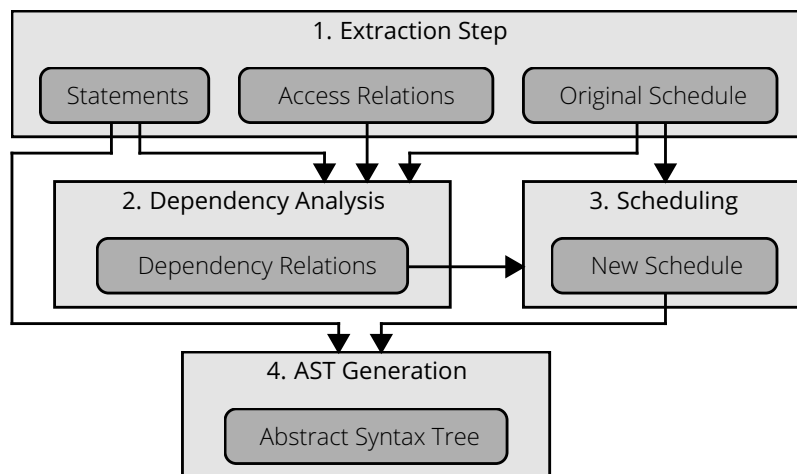 1. Extraction Step
Statements
Access Relations
Original Schedule
2. Dependency Analysis
3. Scheduling
Dependency Relations
New Schedule
4. AST Generation
Abstract Syntax Tree